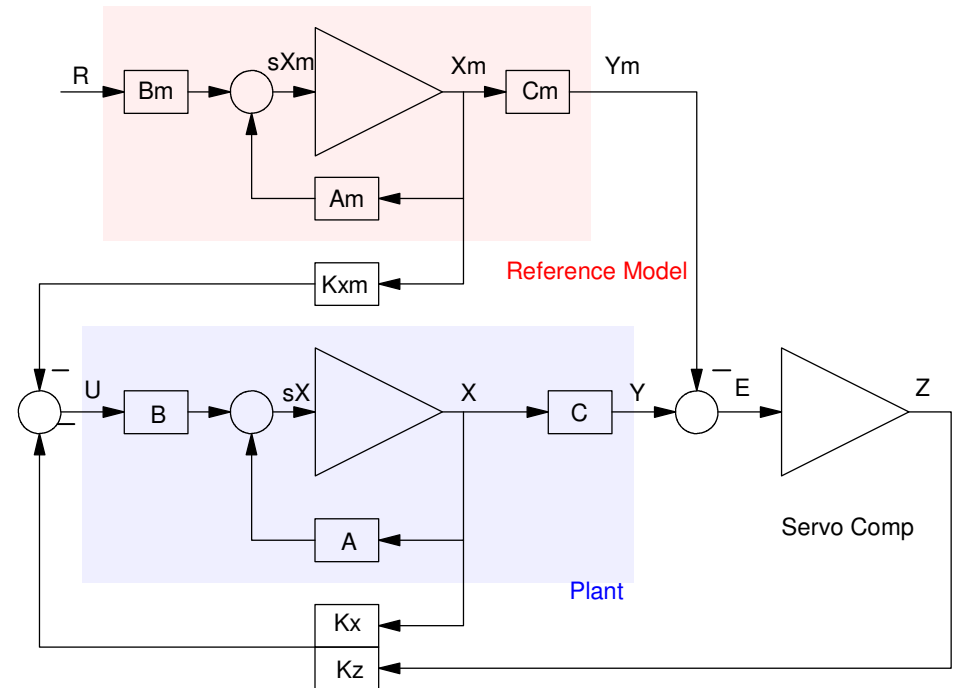 R
Bm
sXm
Xm
Cm
Ym
Am
Kxm
Reference Model
–
U
–
B
sX
X
C
Y
–
E
Z
A
Servo Comp
Plant
Kx
Kz